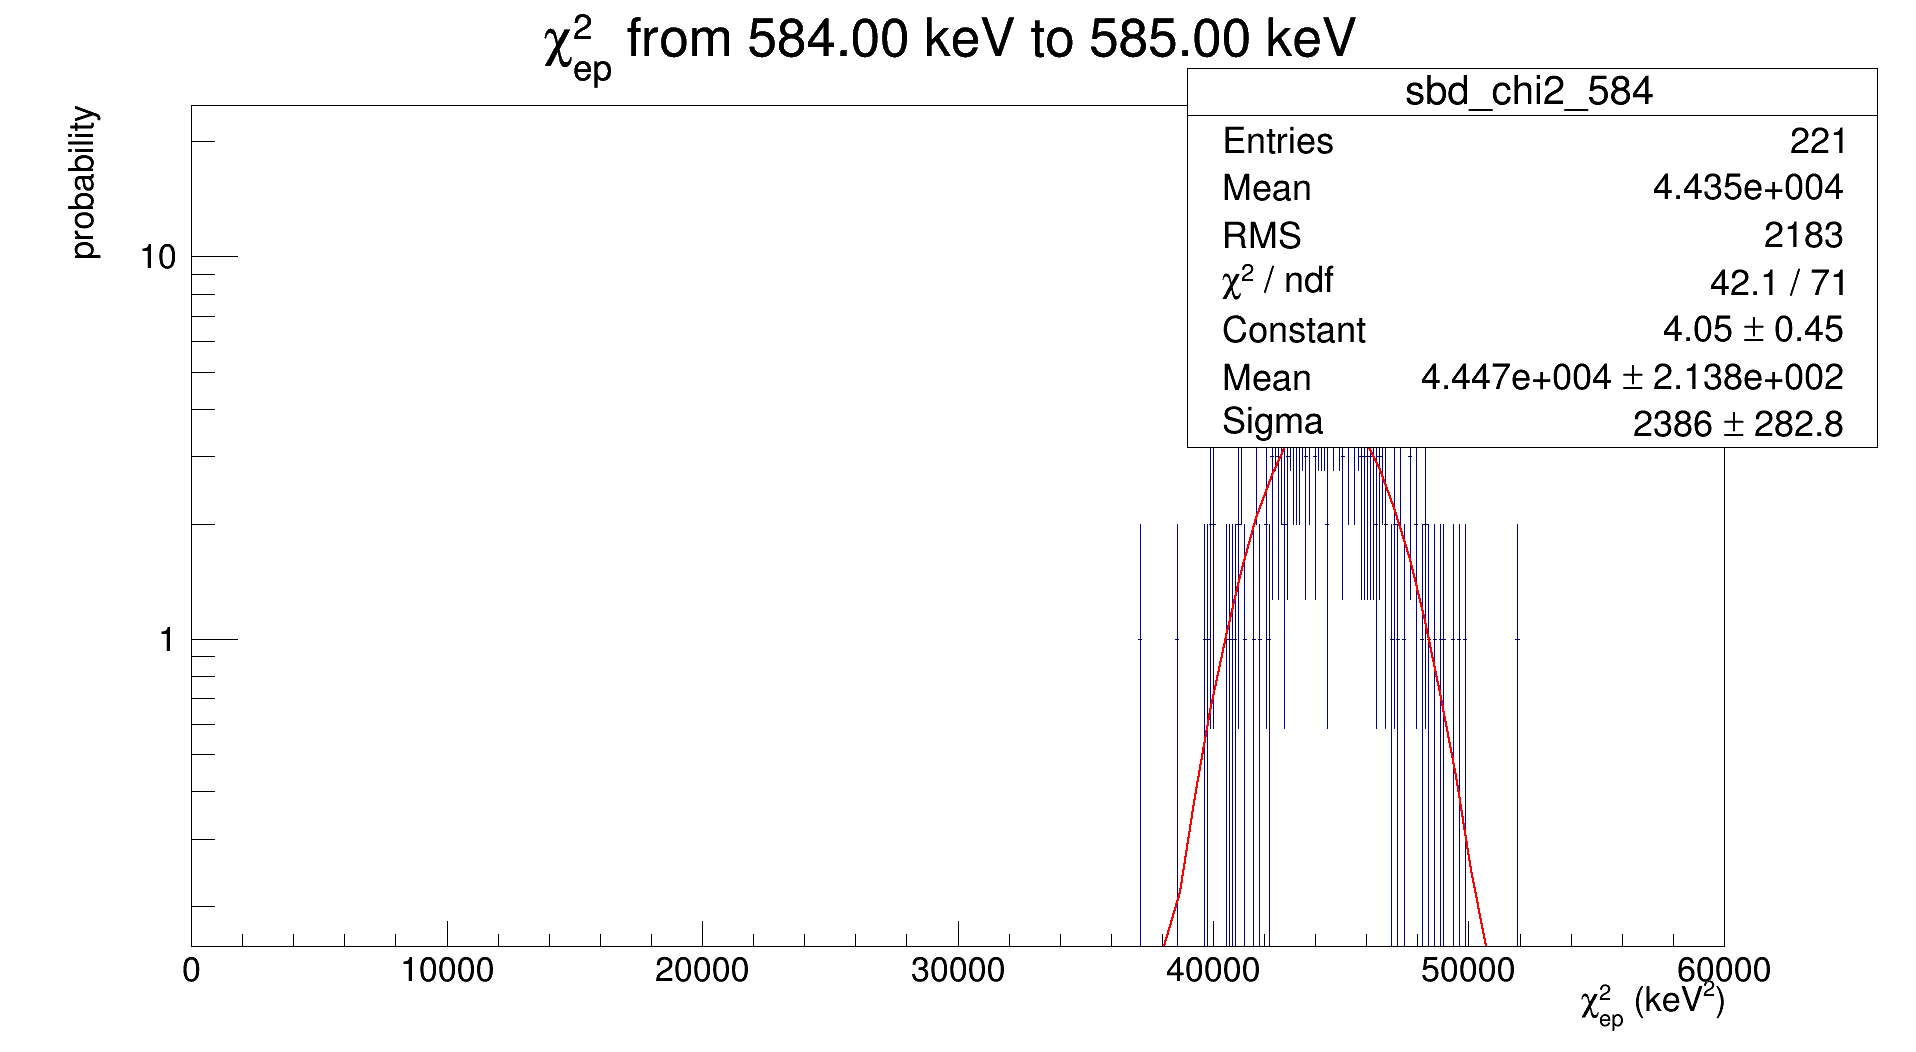 χ²ep from 584.00 keV to 585.00 keV
sbd_chi2_584
Entries 221
Mean 4.435e+004
RMS 2183
χ² / ndf 42.1 / 71
Constant 4.05 ± 0.45
Mean 4.447e+004 ± 2.138e+002
Sigma 2386 ± 282.8
probability
10
1
0 10000 20000 30000 40000 50000 60000
χ²ep (keV²)